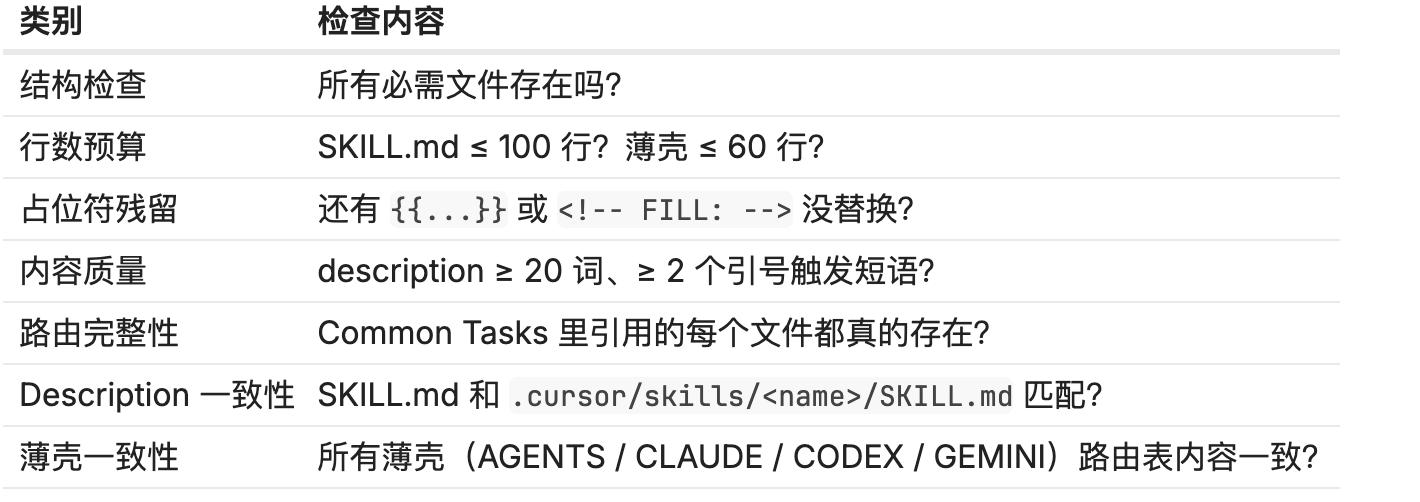 类别 检查内容
结构检查 所有必需文件存在吗？
行数预算 SKILL.md ≤ 100 行？薄壳 ≤ 60 行？
占位符残留 还有 {{...}} 或 <!-- FILL: --> 没替换？
内容质量 description ≥ 20 词、≥ 2 个引号触发短语？
路由完整性 Common Tasks 里引用的每个文件都真的存在？
Description 一致性 SKILL.md 和 .cursor/skills/<name>/SKILL.md 匹配？
薄壳一致性 所有薄壳（AGENTS / CLAUDE / CODEX / GEMINI）路由表内容一致？